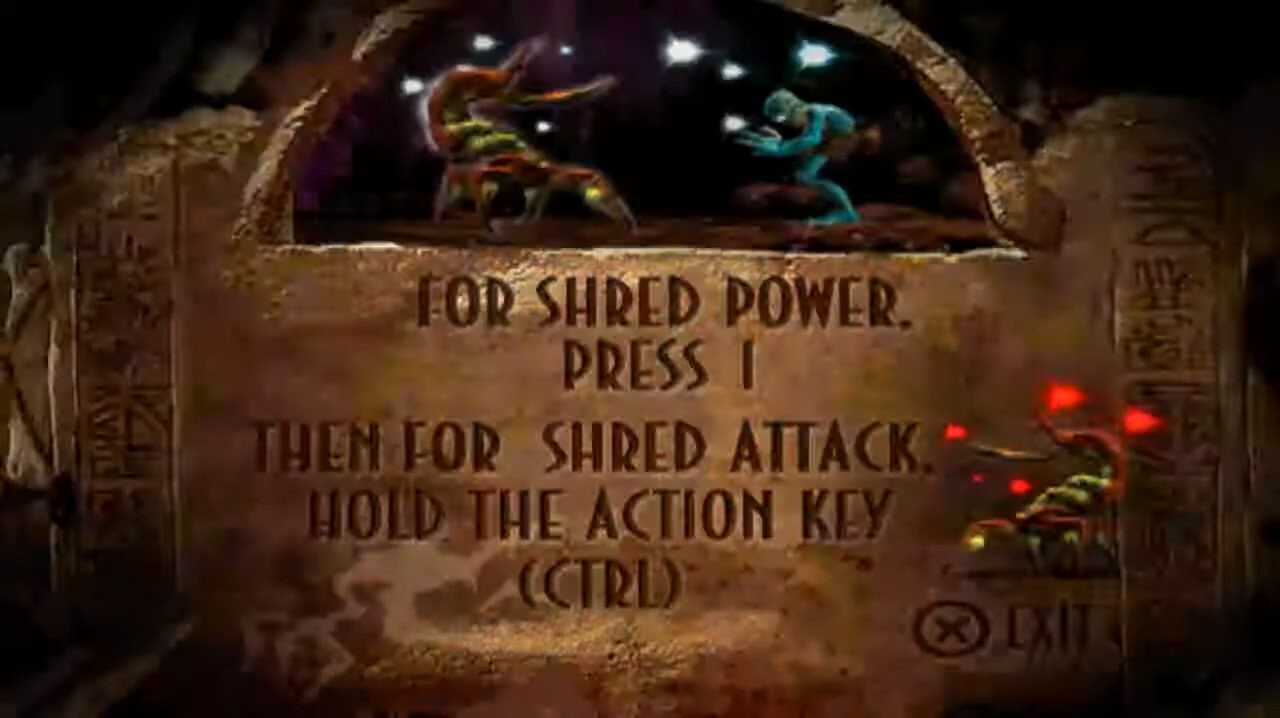 FOR SHRED POWER,
PRESS 1
THEN FOR SHRED ATTACK,
HOLD THE ACTION KEY
(CTRL)
EXIT